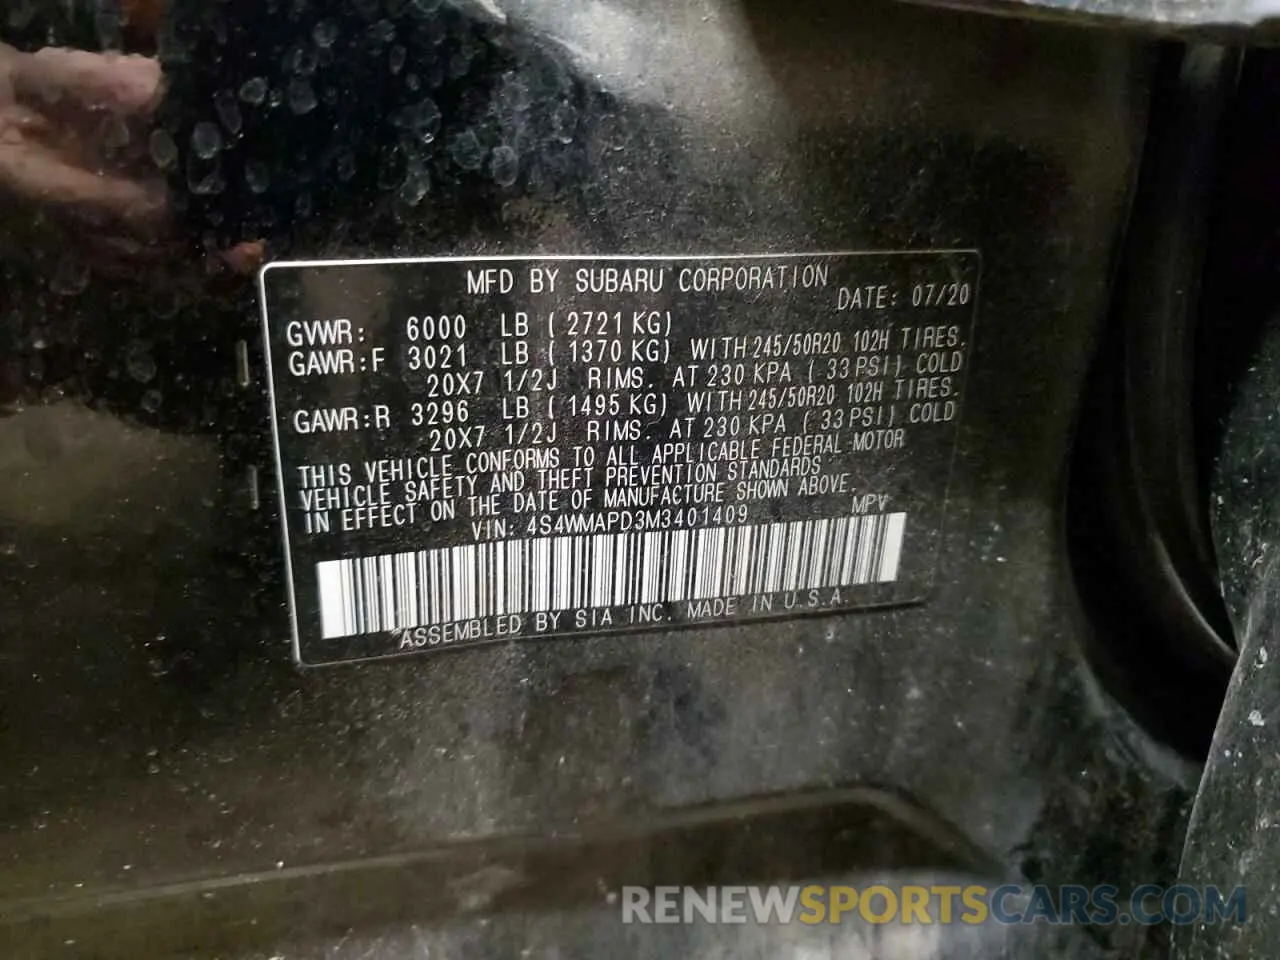 MFD BY SUBARU CORPORATION
DATE: 07/20
GVWR: 6000 LB ( 2721 KG)
GAWR:F 3021 LB ( 1370 KG) WITH 245/50R20 102H TIRES.
20X7 1/2J RIMS. AT 230 KPA ( 33 PSI) COLD
GAWR:R 3296 LB ( 1495 KG) WITH 245/50R20 102H TIRES.
20X7 1/2J RIMS. AT 230 KPA ( 33 PSI) COLD
THIS VEHICLE CONFORMS TO ALL APPLICABLE FEDERAL MOTOR
VEHICLE SAFETY AND THEFT PREVENTION STANDARDS
IN EFFECT ON THE DATE OF MANUFACTURE SHOWN ABOVE.
VIN: 4S4WMAPD3M3401409 MPV
ASSEMBLED BY SIA INC. MADE IN U.S.A.
RENEWSPORTSCARS.COM